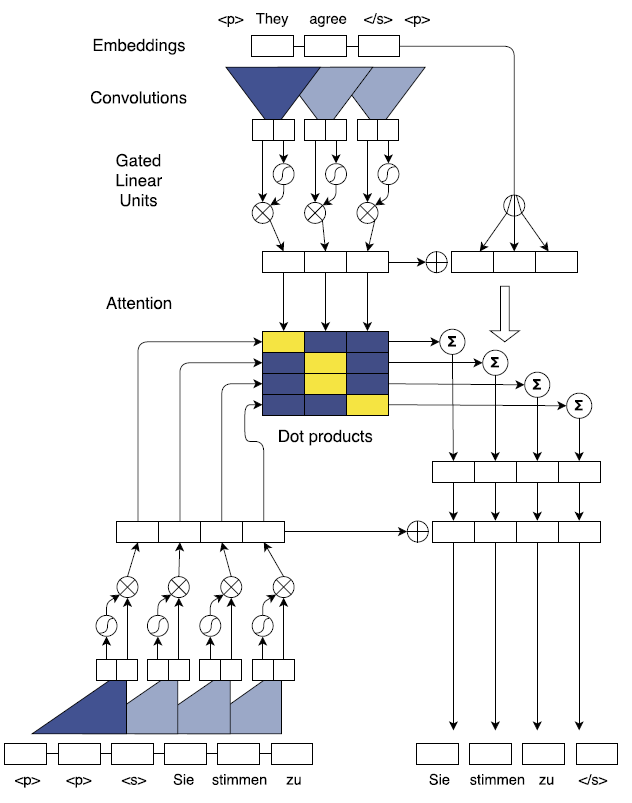 <p> They agree </s> <p>
Embeddings
Convolutions
Gated
Linear
Units
Attention
Σ
Σ
Σ
Σ
Dot products
<p> <p> <s> Sie stimmen zu
Sie stimmen zu </s>